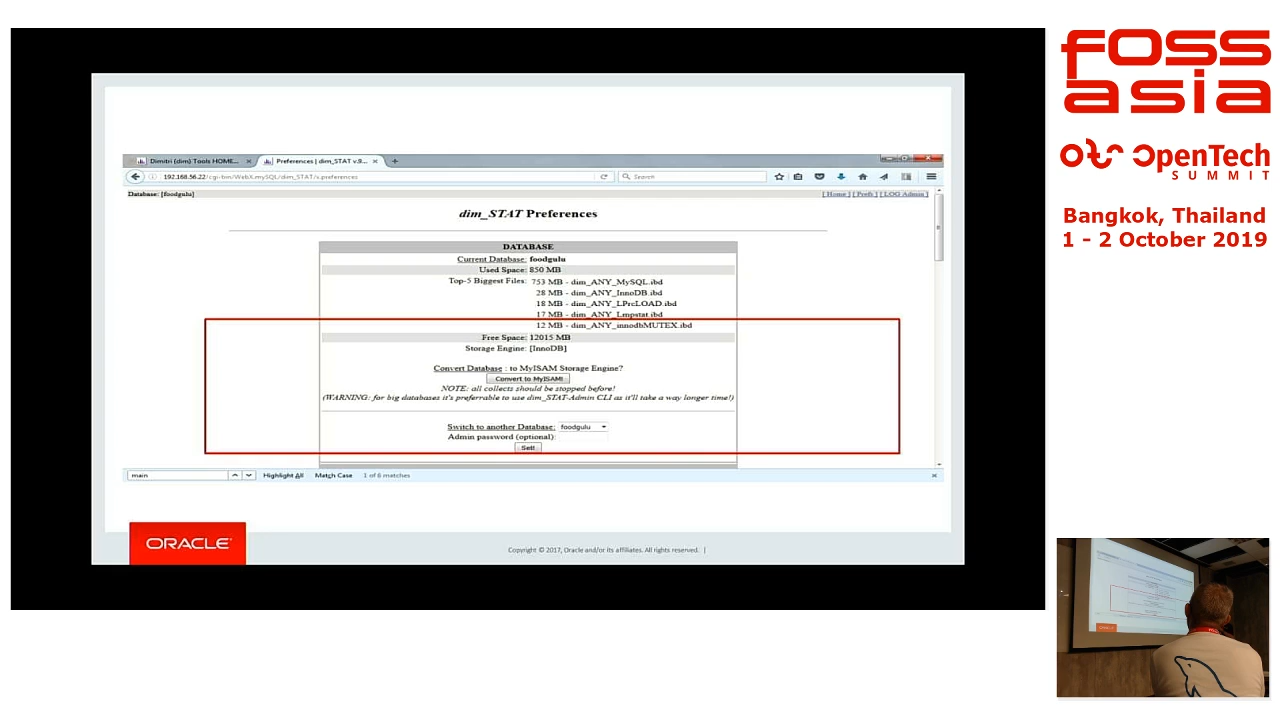 Dimitri (dim) Tools HOME...
Preferences | dim_STAT v.9...
192.168.56.22/cgi-bin/WebX.mySQL/dim_STAT/x.preferences
Search
Database: [foodgulu]
[ Home ] [ Prefs ] [ LOG Admin ]
dim_STAT Preferences
DATABASE
Current Database: foodgulu
Used Space: 850 MB
Top-5 Biggest Files: 753 MB - dim_ANY_MySQL.ibd
28 MB - dim_ANY_InnoDB.ibd
18 MB - dim_ANY_LPrcLOAD.ibd
17 MB - dim_ANY_Lmpstat.ibd
12 MB - dim_ANY_innodbMUTEX.ibd
Free Space: 12015 MB
Storage Engine: [InnoDB]
Convert Database : to MyISAM Storage Engine?
Convert to MyISAM!
NOTE: all collects should be stopped before!
(WARNING: for big databases it's preferrable to use dim_STAT-Admin CLI as it'll take a way longer time!)
Switch to another Database: foodgulu
Admin password (optional):
Set!
main
Highlight All
Match Case
1 of 6 matches
ORACLE
Copyright © 2017, Oracle and/or its affiliates. All rights reserved. |
FOSS
asia
OpenTech
SUMMIT
Bangkok, Thailand
1 - 2 October 2019
ORACLE